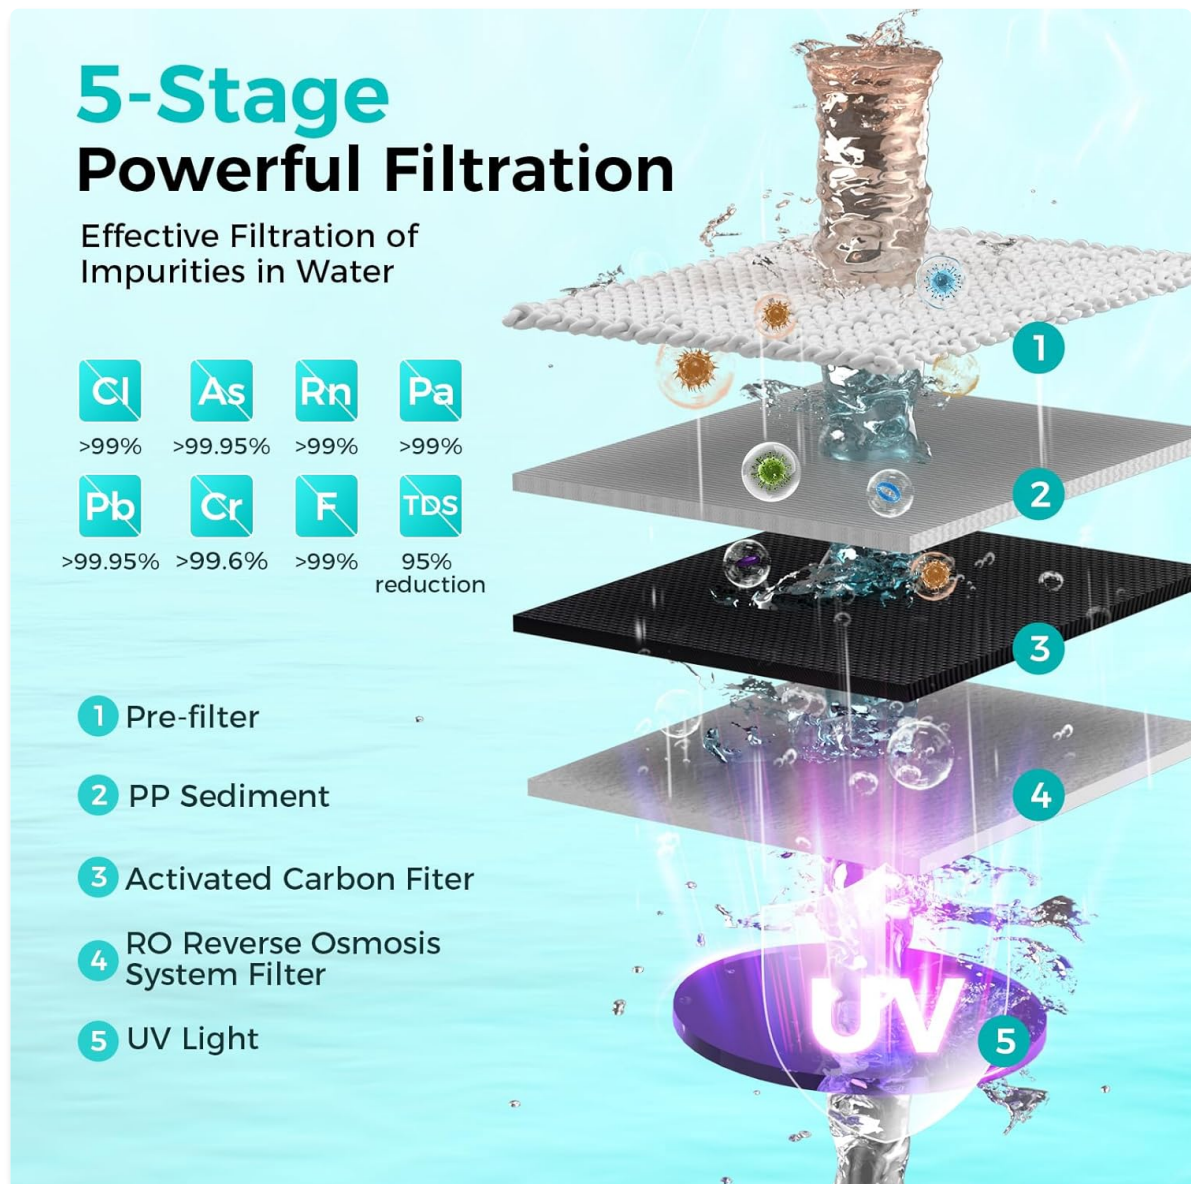 5-Stage
Powerful Filtration
Effective Filtration of
Impurities in Water
Cl As Rn Pa
>99% >99.95% >99% >99%
Pb Cr F TDS
>99.95% >99.6% >99% 95%
reduction
1 Pre-filter
2 PP Sediment
3 Activated Carbon Fiter
4 RO Reverse Osmosis
System Filter
5 UV Light
1
2
3
4
UV
5